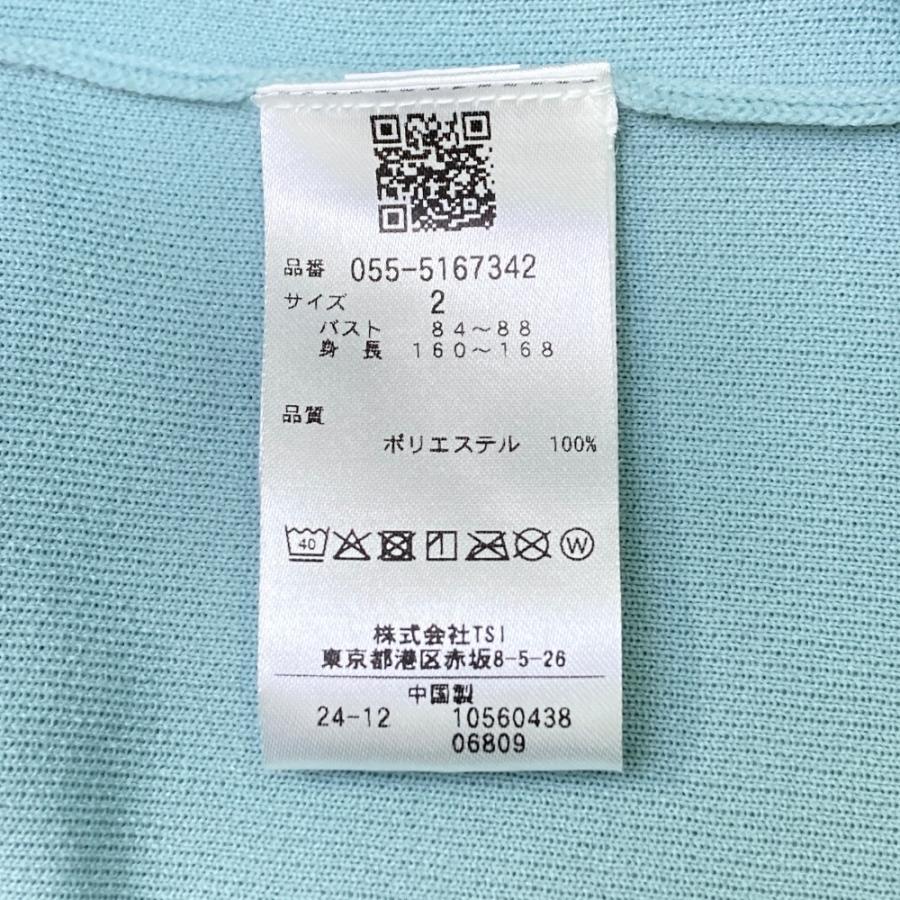 品番 055-5167342
サイズ 2
バスト 84～88
身長 160～168
品質
ポリエステル 100%
40 W
株式会社TSI
東京都港区赤坂8-5-26
中国製
24-12 10560438
06809